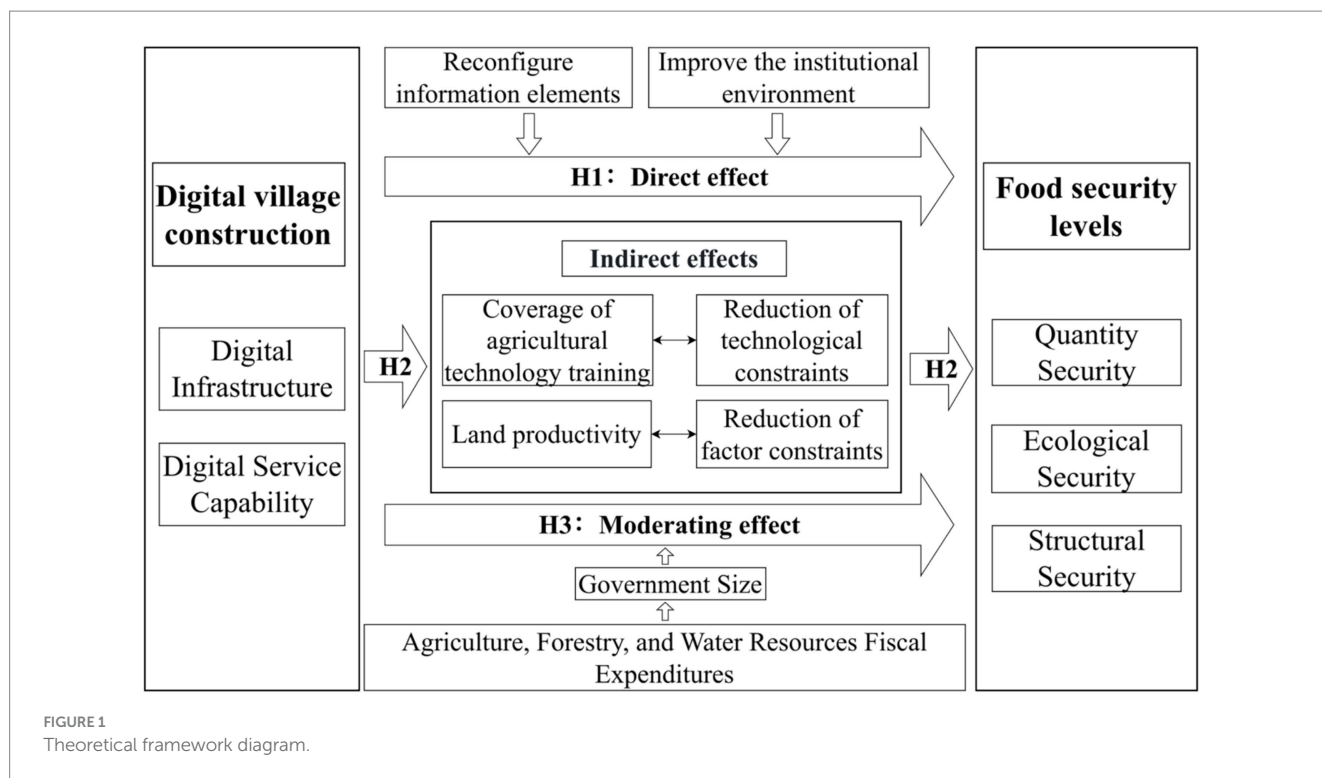 Reconfigure
information elements
Improve the institutional
environment
H1：Direct effect
Digital village
construction
Digital
Infrastructure
Digital Service
Capability
H2
Indirect effects
Coverage of
agricultural
technology training
Reduction of
technological
constraints
Land productivity
Reduction of
factor constraints
H2
H3：Moderating effect
Government Size
Agriculture, Forestry, and Water Resources Fiscal
Expenditures
Food security
levels
Quantity
Security
Ecological
Security
Structural
Security
FIGURE 1
Theoretical framework diagram.